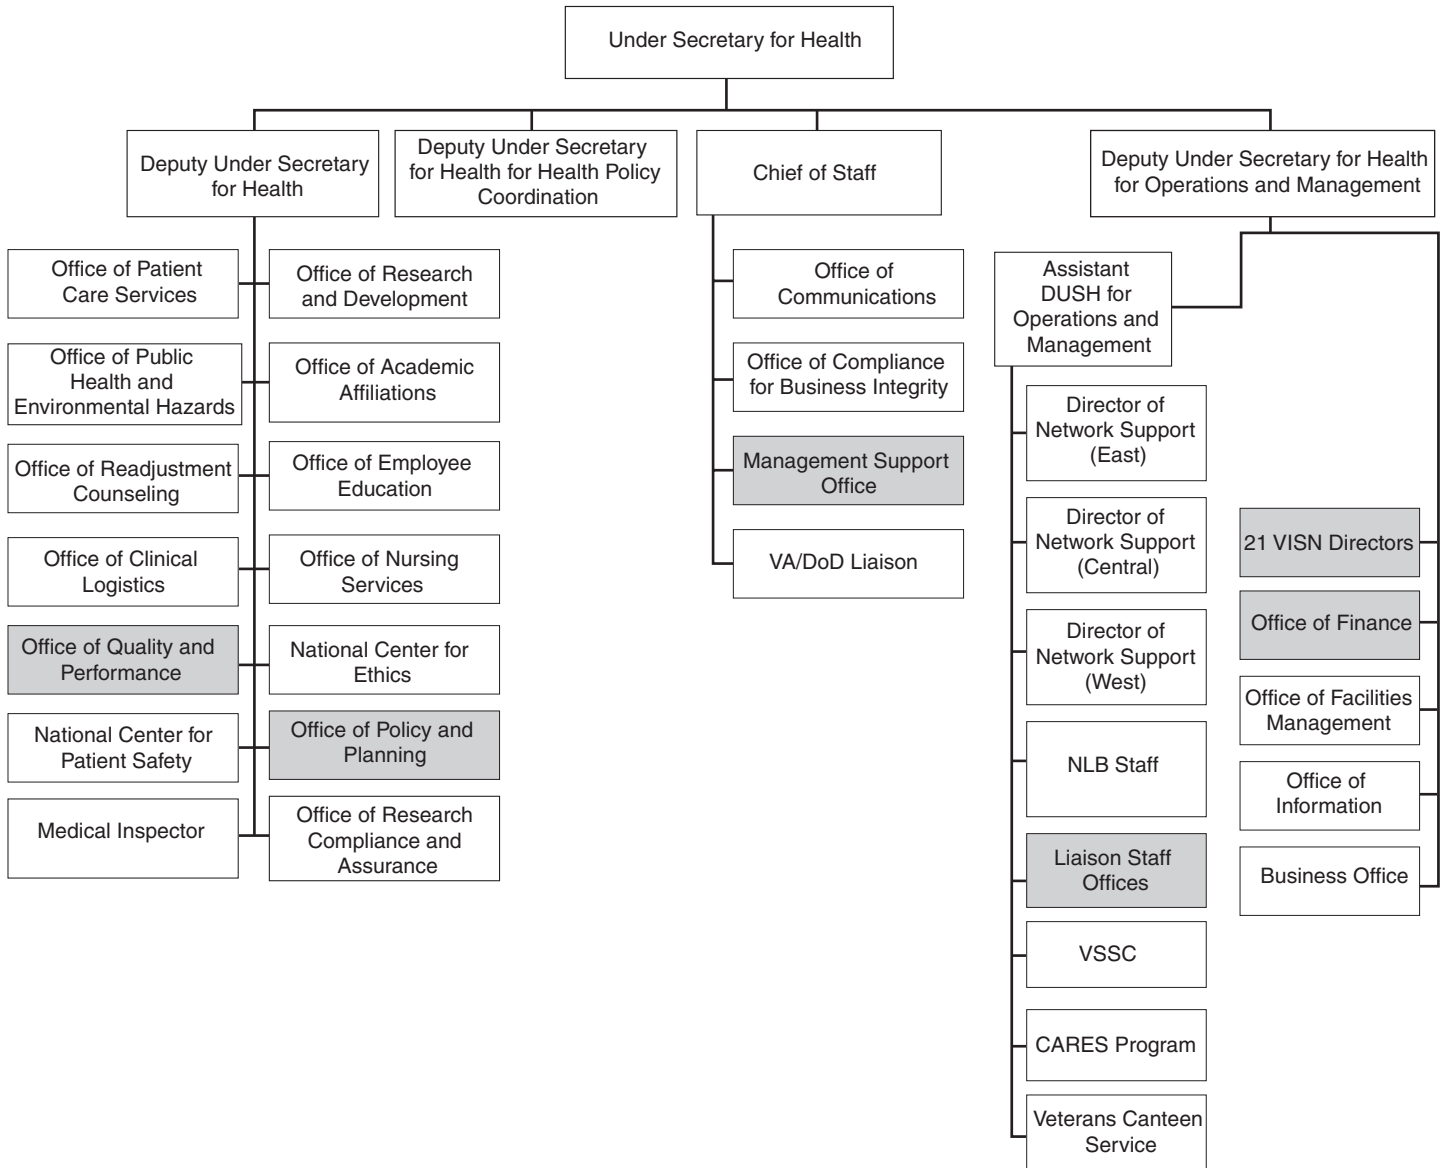 Under Secretary for Health
Deputy Under Secretary
for Health
Deputy Under Secretary
for Health for Health Policy
Coordination
Chief of Staff
Deputy Under Secretary for Health
for Operations and Management
Office of Patient
Care Services
Office of Research
and Development
Office of Public
Health and
Environmental Hazards
Office of Academic
Affiliations
Office of Readjustment
Counseling
Office of Employee
Education
Office of Clinical
Logistics
Office of Nursing
Services
Office of Quality and
Performance
National Center for
Ethics
National Center for
Patient Safety
Office of Policy and
Planning
Medical Inspector
Office of Research
Compliance and
Assurance
Office of
Communications
Office of Compliance
for Business Integrity
Management Support
Office
VA/DoD Liaison
Assistant
DUSH for
Operations and
Management
Director of
Network Support
(East)
Director of
Network Support
(Central)
Director of
Network Support
(West)
NLB Staff
Liaison Staff
Offices
VSSC
CARES Program
Veterans Canteen
Service
21 VISN Directors
Office of Finance
Office of Facilities
Management
Office of
Information
Business Office